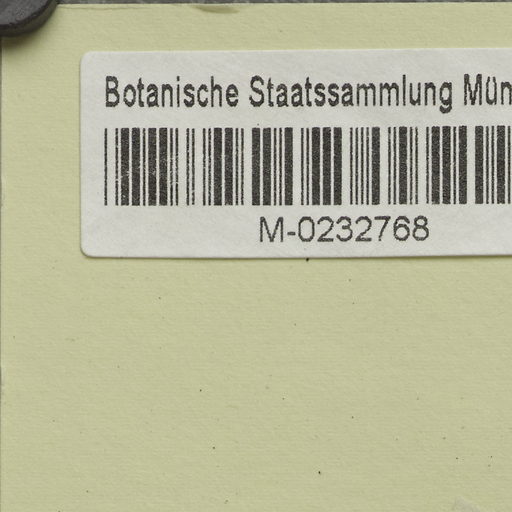 Botanische Staatssammlung Mün
M-0232768